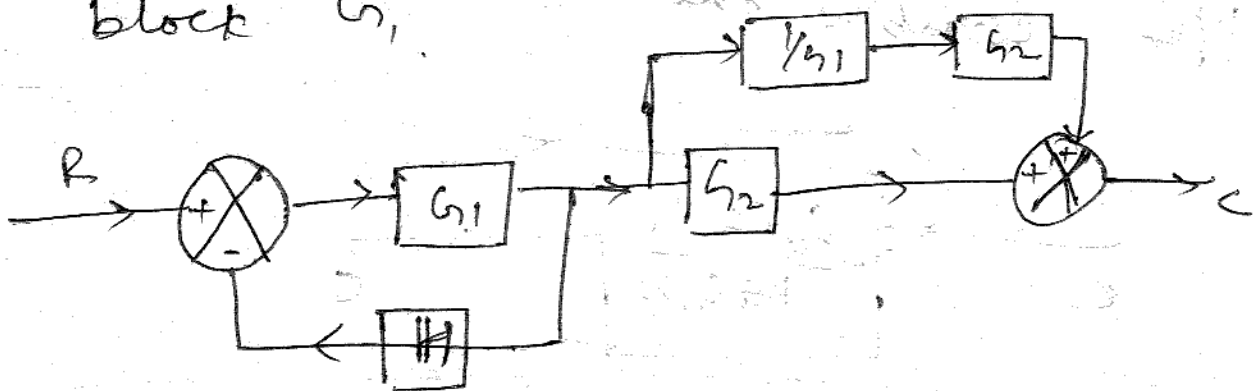 block G₁.
1/G1 G2
R + G1 G2 + + C
-
H